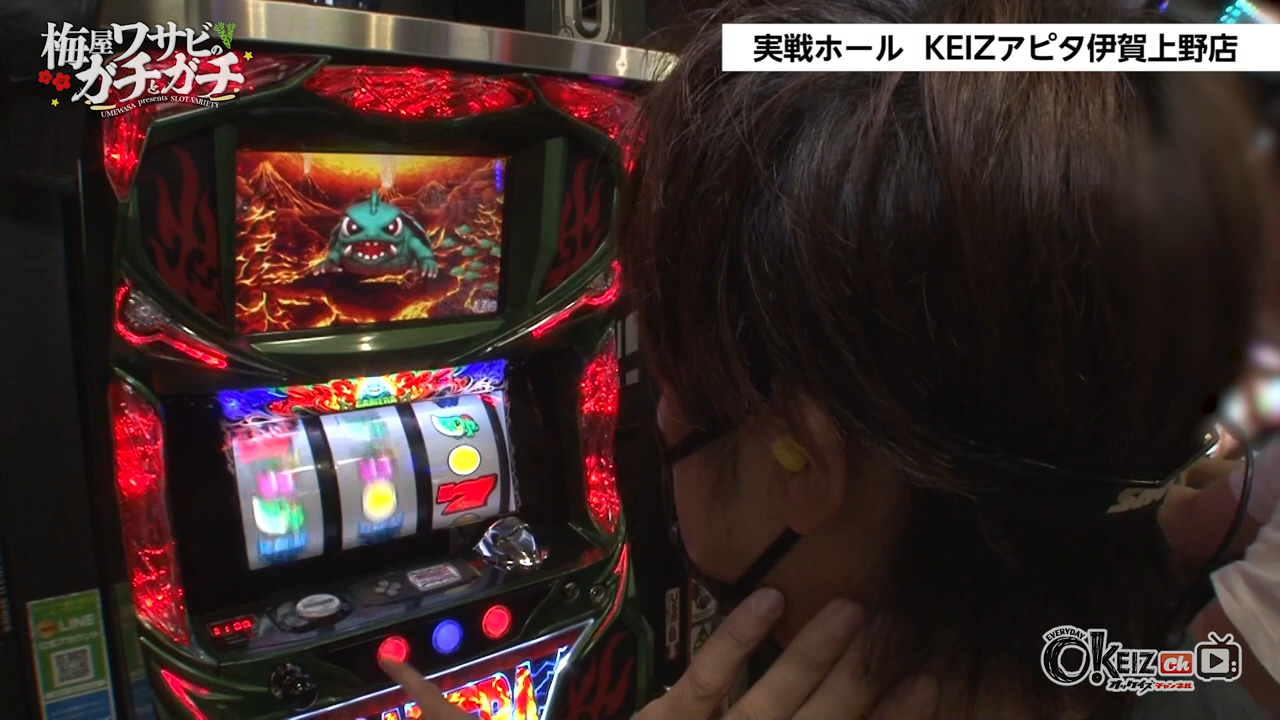 梅屋ワサビの
ガチとガチ
UMEWASA presents SLOT VARIETY
実戦ホール KEIZアピタ伊賀上野店
LINE
EVERYDAY
O!KEIZ ch
オッケイズチャンネル